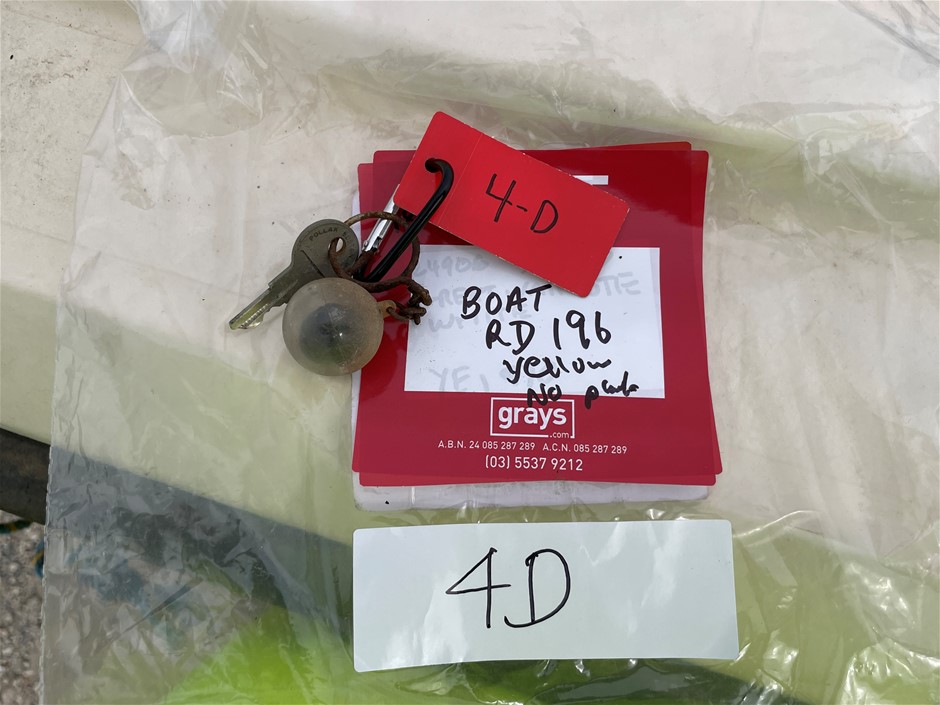 4-D
POLLAK
BOAT
RD 196
yellow
NO
grays
.com
A.B.N. 24 085 287 289 A.C.N. 085 287 289
(03) 5537 9212
4D